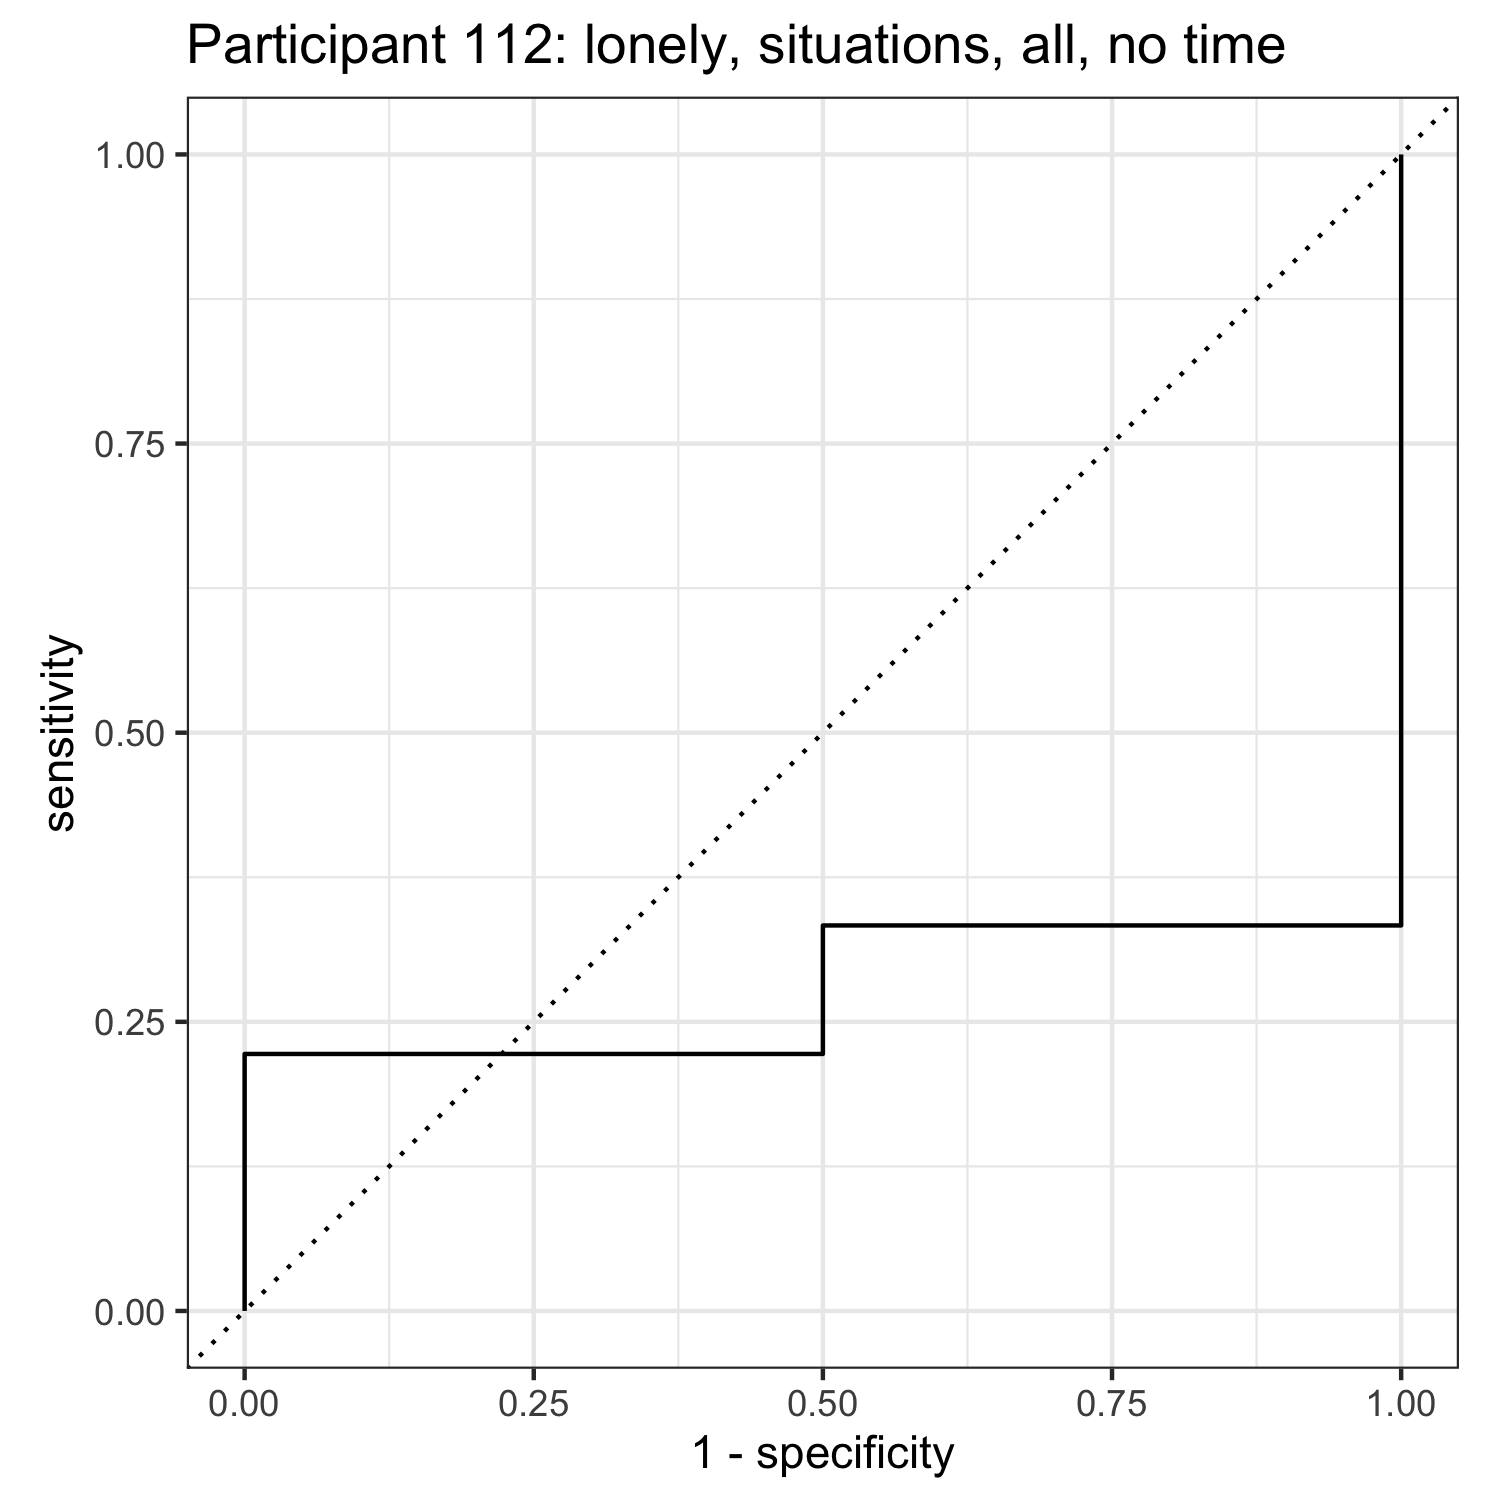 Participant 112: lonely, situations, all, no time
1.00
0.75
0.50
0.25
0.00
sensitivity
0.00 0.25 0.50 0.75 1.00
1 - specificity